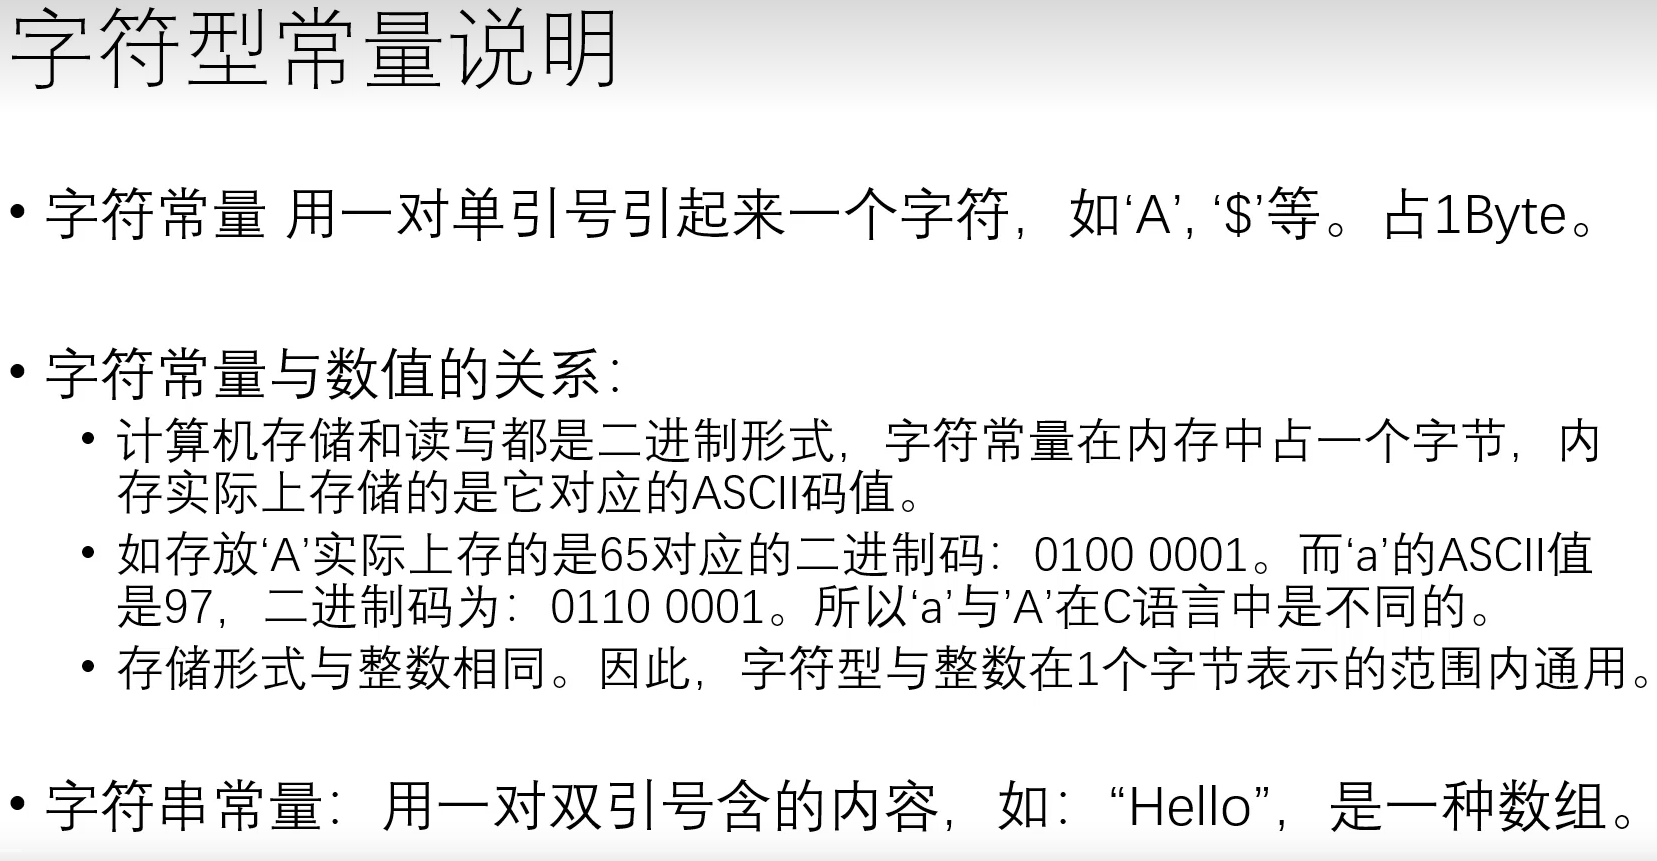 字符型常量说明
• 字符常量 用一对单引号引起来一个字符，如‘A’, ‘$’等。占1Byte。
• 字符常量与数值的关系：
• 计算机存储和读写都是二进制形式，字符常量在内存中占一个字节，内
存实际上存储的是它对应的ASCII码值。
• 如存放‘A’实际上存的是65对应的二进制码：0100 0001。而‘a’的ASCII值
是97，二进制码为：0110 0001。所以‘a’与’A’在C语言中是不同的。
• 存储形式与整数相同。因此，字符型与整数在1个字节表示的范围内通用。
• 字符串常量：用一对双引号含的内容，如：“Hello”，是一种数组。